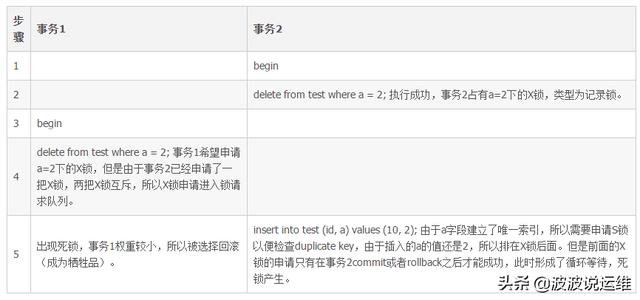 步
骤
事务1
事务2
1
begin
2
delete from test where a = 2; 执行成功，事务2占有a=2下的X锁，类型为记录锁。
3
begin
4
delete from test where a = 2; 事务1希望申请
a=2下的X锁，但是由于事务2已经申请了一
把X锁，两把X锁互斥，所以X锁申请进入锁请
求队列。
5
出现死锁，事务1权重较小，所以被选择回滚
（成为牺牲品）。
insert into test (id, a) values (10, 2); 由于a字段建立了唯一索引，所以需要申请S锁
以便检查duplicate key，由于插入的a的值还是2，所以排在X锁后面。但是前面的X
锁的申请只有在事务2commit或者rollback之后才能成功，此时形成了循环等待，死
锁产生。
头条 @波波说运维